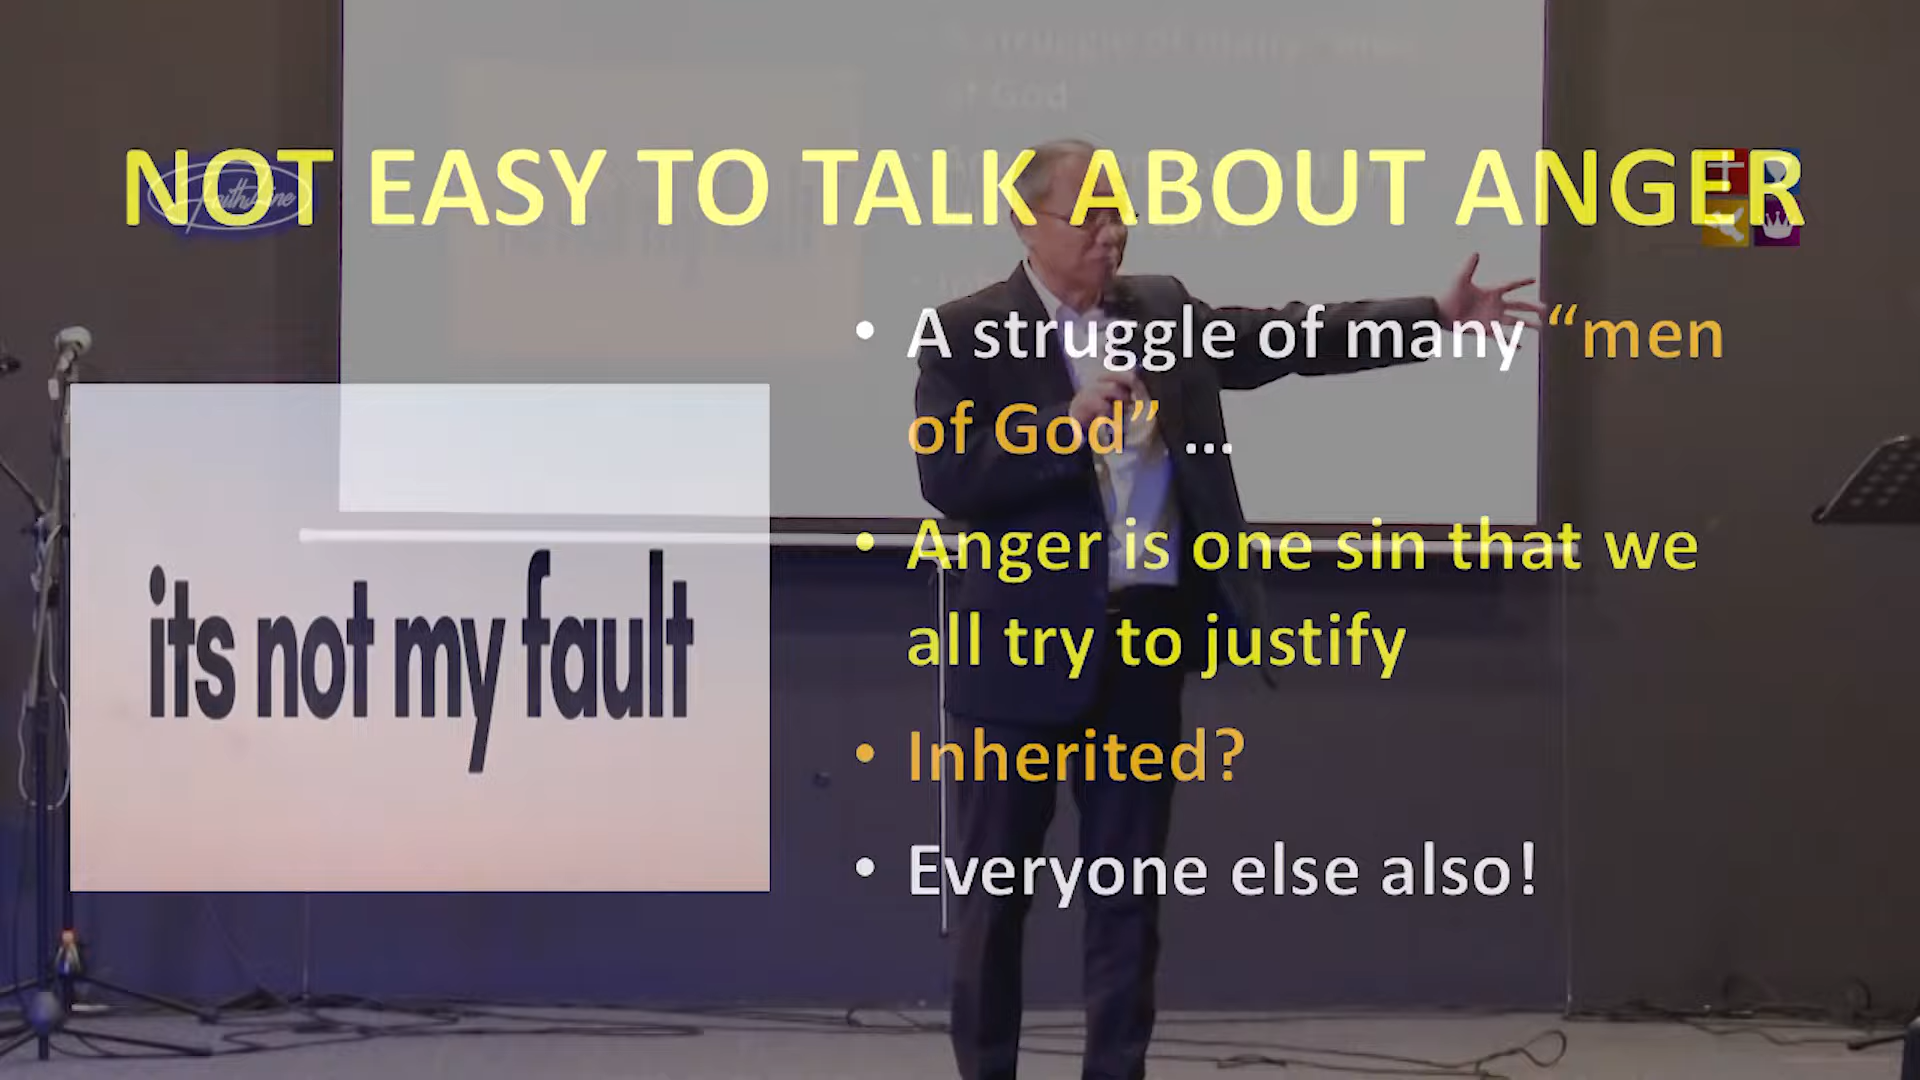 NOT EASY TO TALK ABOUT ANGER
FaithLine
• A struggle of many “men
of God” ...
• Anger is one sin that we
all try to justify
its not my fault
• Inherited?
• Everyone else also!